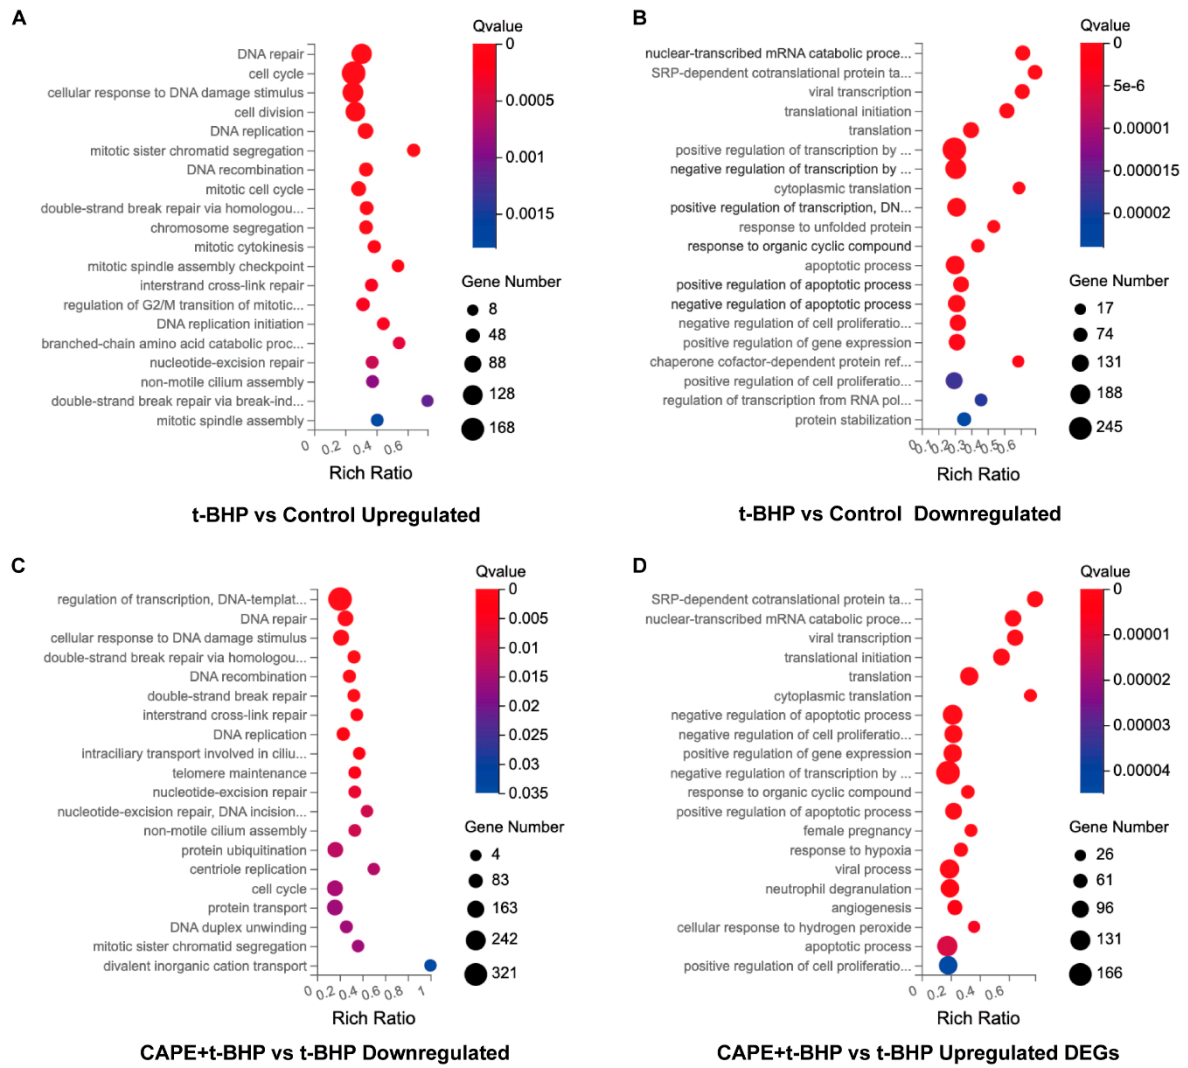 A
Qvalue
DNA repair
cell cycle
cellular response to DNA damage stimulus
cell division
DNA replication
mitotic sister chromatid segregation
DNA recombination
mitotic cell cycle
double-strand break repair via homologou...
chromosome segregation
mitotic cytokinesis
mitotic spindle assembly checkpoint
interstrand cross-link repair
regulation of G2/M transition of mitotic...
DNA replication initiation
branched-chain amino acid catabolic proc...
nucleotide-excision repair
non-motile cilium assembly
double-strand break repair via break-ind...
mitotic spindle assembly
0
0.0005
0.001
0.0015
Gene Number
8
48
88
128
168
0 0.2 0.4 0.6
Rich Ratio
t-BHP vs Control Upregulated
B
Qvalue
nuclear-transcribed mRNA catabolic proce...
SRP-dependent cotranslational protein ta...
viral transcription
translational initiation
translation
positive regulation of transcription by ...
negative regulation of transcription by ...
cytoplasmic translation
positive regulation of transcription, DN...
response to unfolded protein
response to organic cyclic compound
apoptotic process
positive regulation of apoptotic process
negative regulation of apoptotic process
negative regulation of cell proliferatio...
positive regulation of gene expression
chaperone cofactor-dependent protein ref...
positive regulation of cell proliferatio...
regulation of transcription from RNA pol...
protein stabilization
0
5e-6
0.00001
0.000015
0.00002
Gene Number
17
74
131
188
245
0 0.1 0.2 0.3 0.4 0.5 0.6
Rich Ratio
t-BHP vs Control Downregulated
C
Qvalue
regulation of transcription, DNA-templat...
DNA repair
cellular response to DNA damage stimulus
double-strand break repair via homologou...
DNA recombination
double-strand break repair
interstrand cross-link repair
DNA replication
intraciliary transport involved in ciliu...
telomere maintenance
nucleotide-excision repair
nucleotide-excision repair, DNA incision...
non-motile cilium assembly
protein ubiquitination
centriole replication
cell cycle
protein transport
DNA duplex unwinding
mitotic sister chromatid segregation
divalent inorganic cation transport
0
0.005
0.01
0.015
0.02
0.025
0.03
0.035
Gene Number
4
83
163
242
321
0 0.2 0.4 0.6 0.8 1
Rich Ratio
CAPE+t-BHP vs t-BHP Downregulated
D
Qvalue
SRP-dependent cotranslational protein ta...
nuclear-transcribed mRNA catabolic proce...
viral transcription
translational initiation
translation
cytoplasmic translation
negative regulation of apoptotic process
negative regulation of cell proliferatio...
positive regulation of gene expression
negative regulation of transcription by ...
response to organic cyclic compound
positive regulation of apoptotic process
female pregnancy
response to hypoxia
viral process
neutrophil degranulation
angiogenesis
cellular response to hydrogen peroxide
apoptotic process
positive regulation of cell proliferatio...
0
0.00001
0.00002
0.00003
0.00004
Gene Number
26
61
96
131
166
0 0.2 0.4 0.6
Rich Ratio
CAPE+t-BHP vs t-BHP Upregulated DEGs